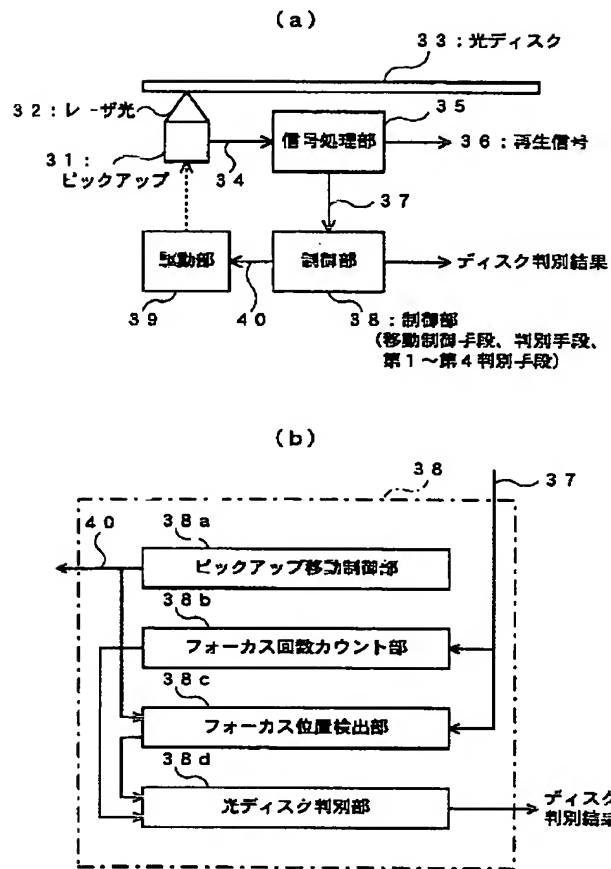 (a)
33:光ディスク
32:レーザ光
35
信号処理部
36:再生信号
31:
ピックアップ
34
37
駆動部
制御部
ディスク判別結果
39
40
38:制御部
(移動制御手段、判別手段、
第1~第4判別手段)
(b)
38
37
40
38a
ピックアップ移動制御部
38b
フォーカス回数カウント部
38c
フォーカス位置検出部
38d
光ディスク判別部
ディスク
判別結果